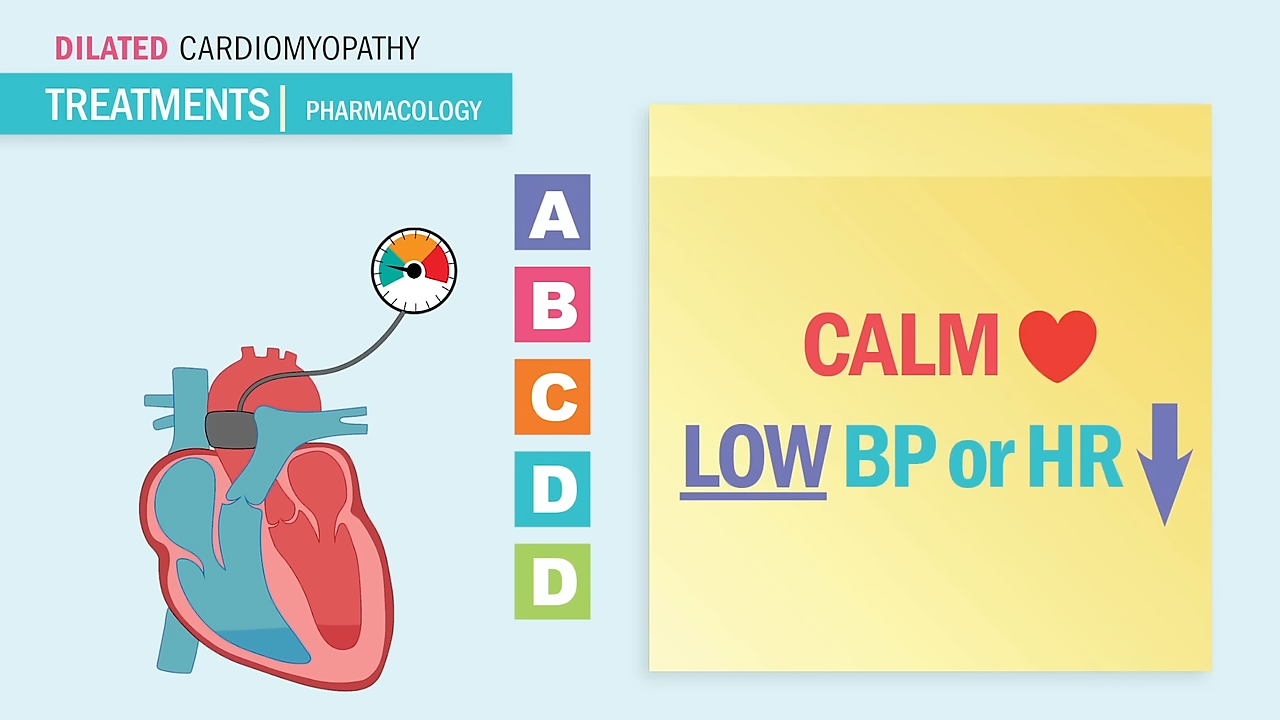 DILATED CARDIOMYOPATHY
TREATMENTS | PHARMACOLOGY
A
B
C
D
D
CALM
LOW BP or HR